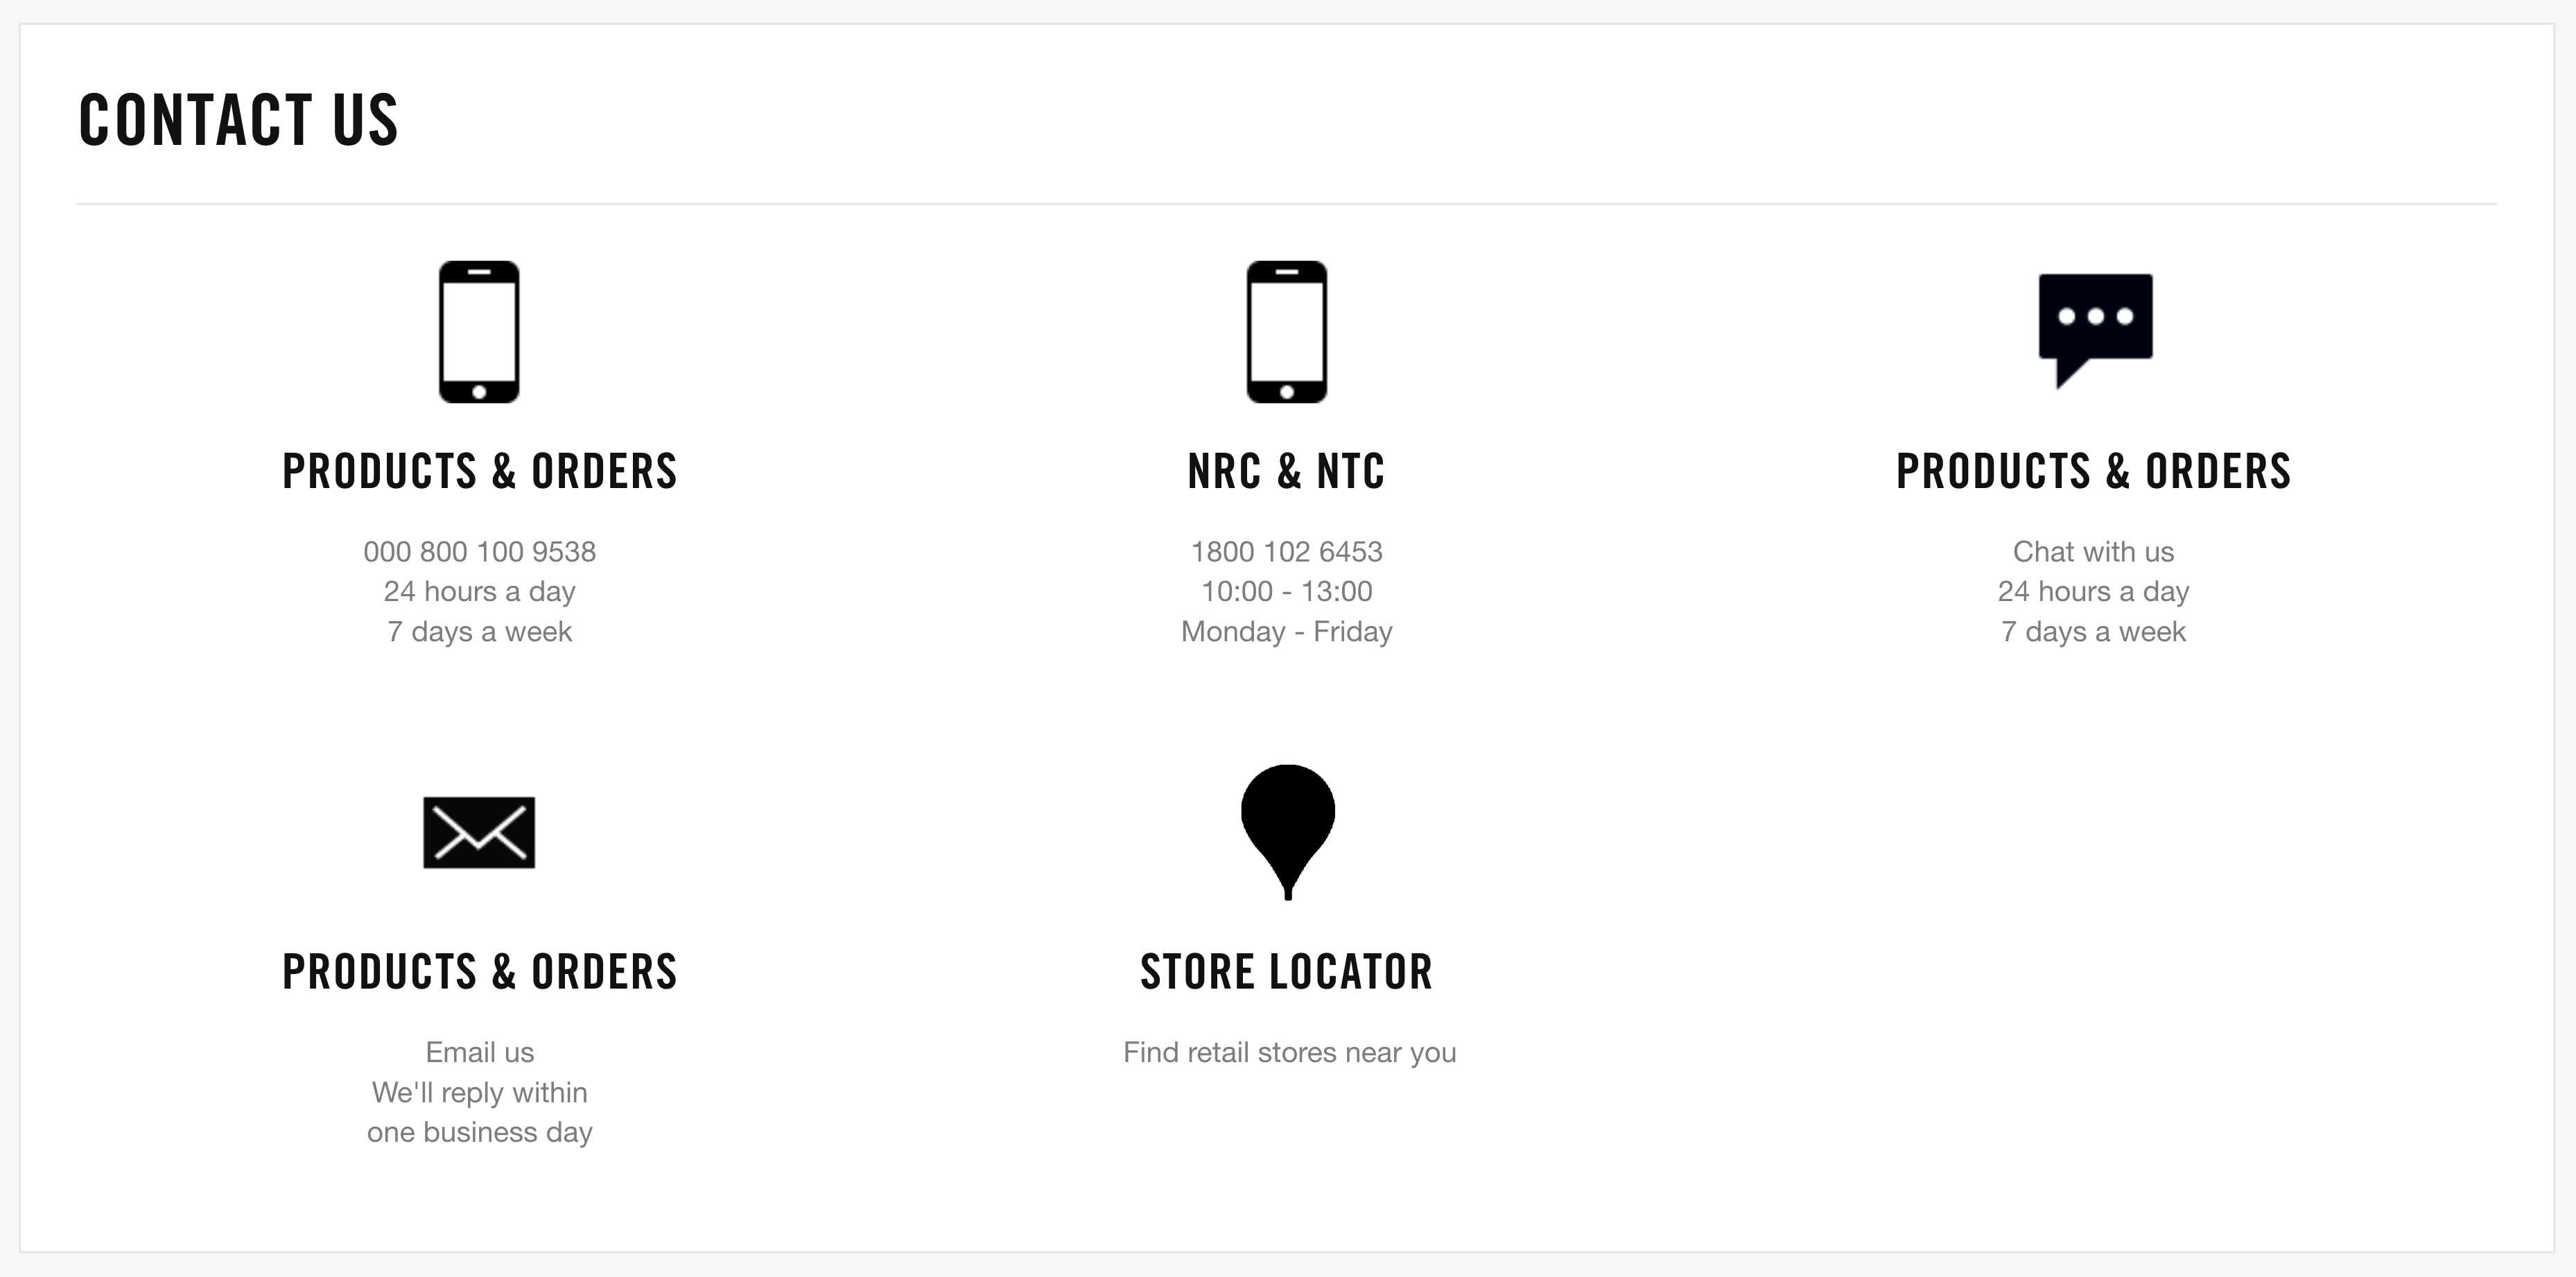 CONTACT US
PRODUCTS & ORDERS
000 800 100 9538
24 hours a day
7 days a week
NRC & NTC
1800 102 6453
10:00 - 13:00
Monday - Friday
PRODUCTS & ORDERS
Chat with us
24 hours a day
7 days a week
PRODUCTS & ORDERS
Email us
We'll reply within
one business day
STORE LOCATOR
Find retail stores near you